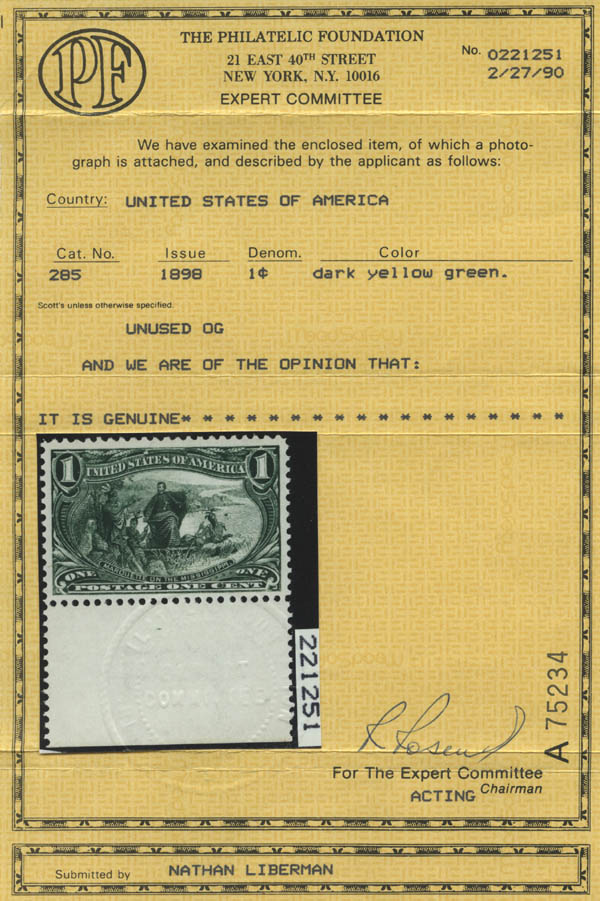 PF
THE PHILATELIC FOUNDATION
21 EAST 40TH STREET
NEW YORK, N.Y. 10016
EXPERT COMMITTEE
No. 0221251
2/27/90
We have examined the enclosed item, of which a photo-
graph is attached, and described by the applicant as follows:
Country: UNITED STATES OF AMERICA
Cat. No. Issue Denom. Color
285 1898 1¢ dark yellow green.
Scott's unless otherwise specified.
UNUSED OG
AND WE ARE OF THE OPINION THAT:
IT IS GENUINE* * * * * * * * * * * * * * * * * *
1 UNITED STATES OF AMERICA 1
MARQUETTE ON THE MISSISSIPPI.
ONE ONE
POSTAGE ONE CENT
221251
A 75234
For The Expert Committee
ACTING Chairman
Submitted by NATHAN LIBERMAN